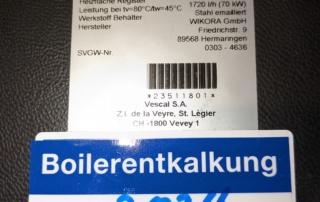 Heizfläche Register
Leistung bei tv=80°C/tw=45°C 1720 l/h (70 kW)
Werkstoff Behälter Stahl emailliert
Hersteller WIKORA GmbH
Friedrichstr. 9
89568 Hermaringen
0303 - 4636
SVGW-Nr.
*23511801*
Vescal S.A.
Z.I. de la Veyre, St. Légier
CH -1800 Vevey 1
Boilerentkalkung